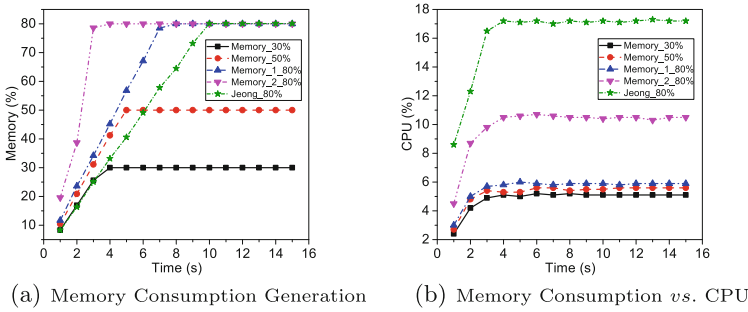 80
70
60
50
40
30
20
10
Memory (%)
0 2 4 6 8 10 12 14 16
Time (s)
Memory_30%
Memory_50%
Memory_1_80%
Memory_2_80%
Jeong_80%
(a) Memory Consumption Generation
18
16
14
12
10
8
6
4
2
CPU (%)
0 2 4 6 8 10 12 14 16
Time (s)
Memory_30%
Memory_50%
Memory_1_80%
Memory_2_80%
Jeong_80%
(b) Memory Consumption vs. CPU